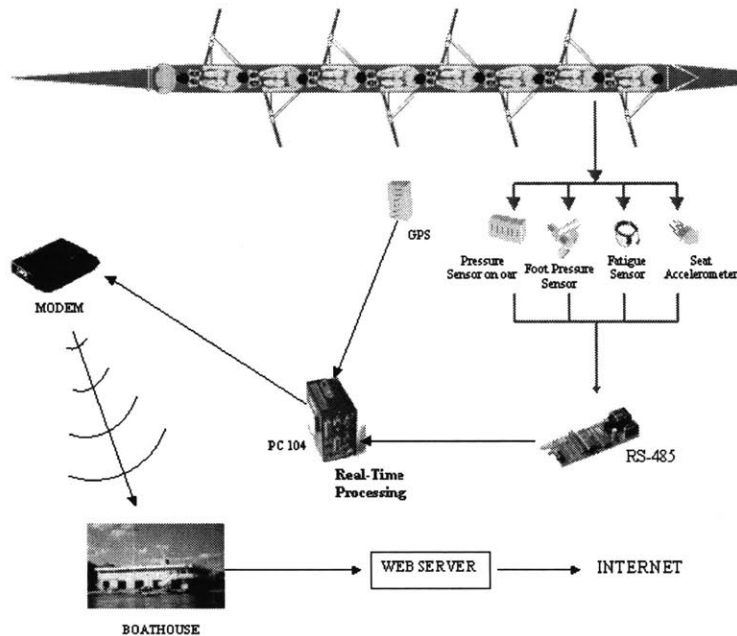 GPS
Pressure
Sensor on oar
Foot Pressure
Sensor
Fatigue
Sensor
Seat
Accelerometer
MODEM
PC 104
Real-Time
Processing
RS-485
WEB SERVER
INTERNET
BOATHOUSE